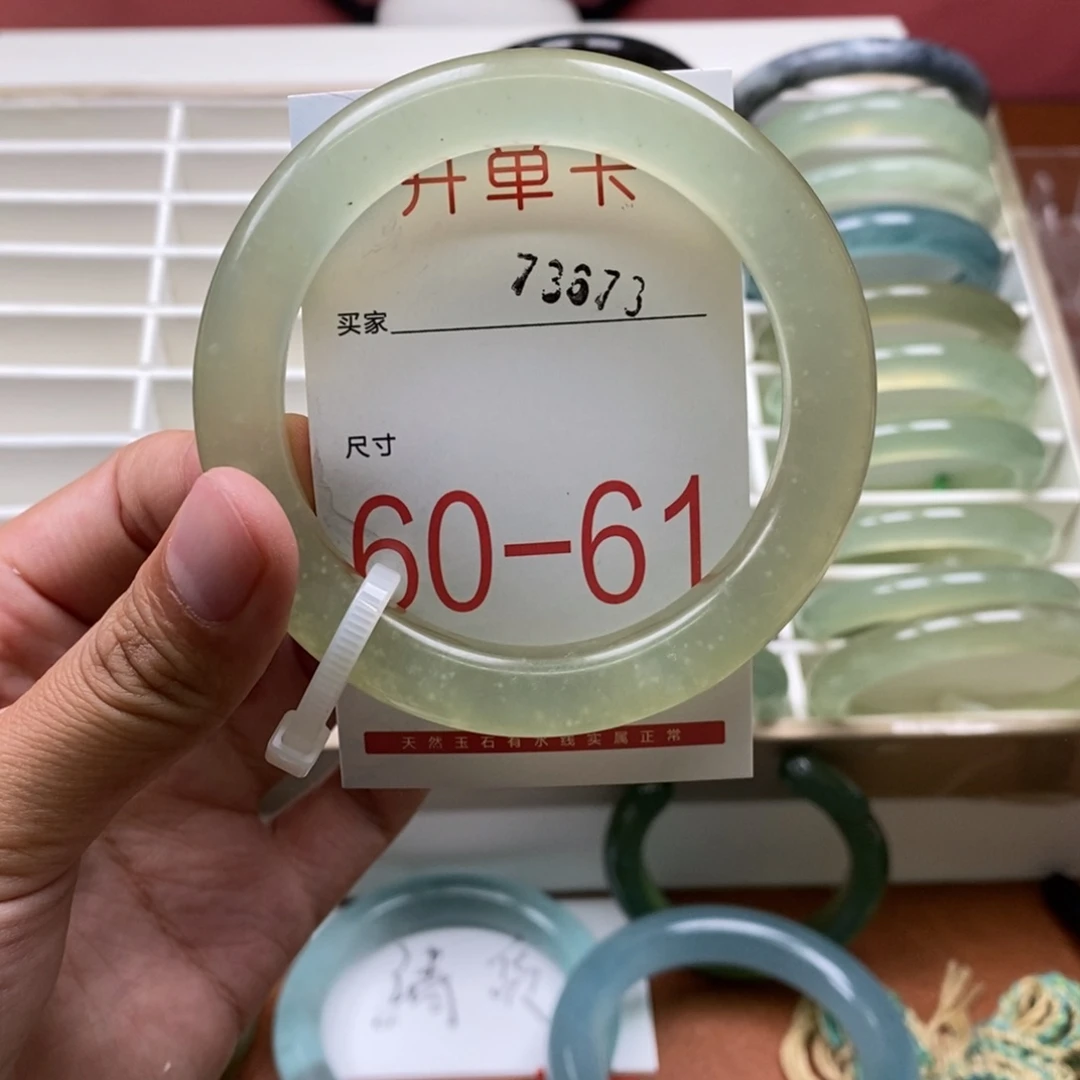 开单卡
73673
买家
尺寸
60-61
天然玉石有水线实属正常